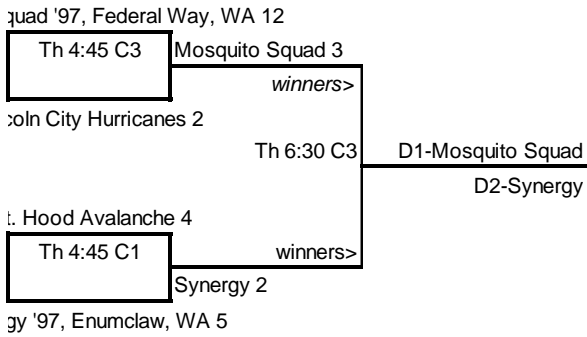 quad '97, Federal Way, WA 12
Th 4:45 C3
Mosquito Squad 3
winners>
coln City Hurricanes 2
Th 6:30 C3
D1-Mosquito Squad
D2-Synergy
t. Hood Avalanche 4
Th 4:45 C1
winners>
Synergy 2
gy '97, Enumclaw, WA 5